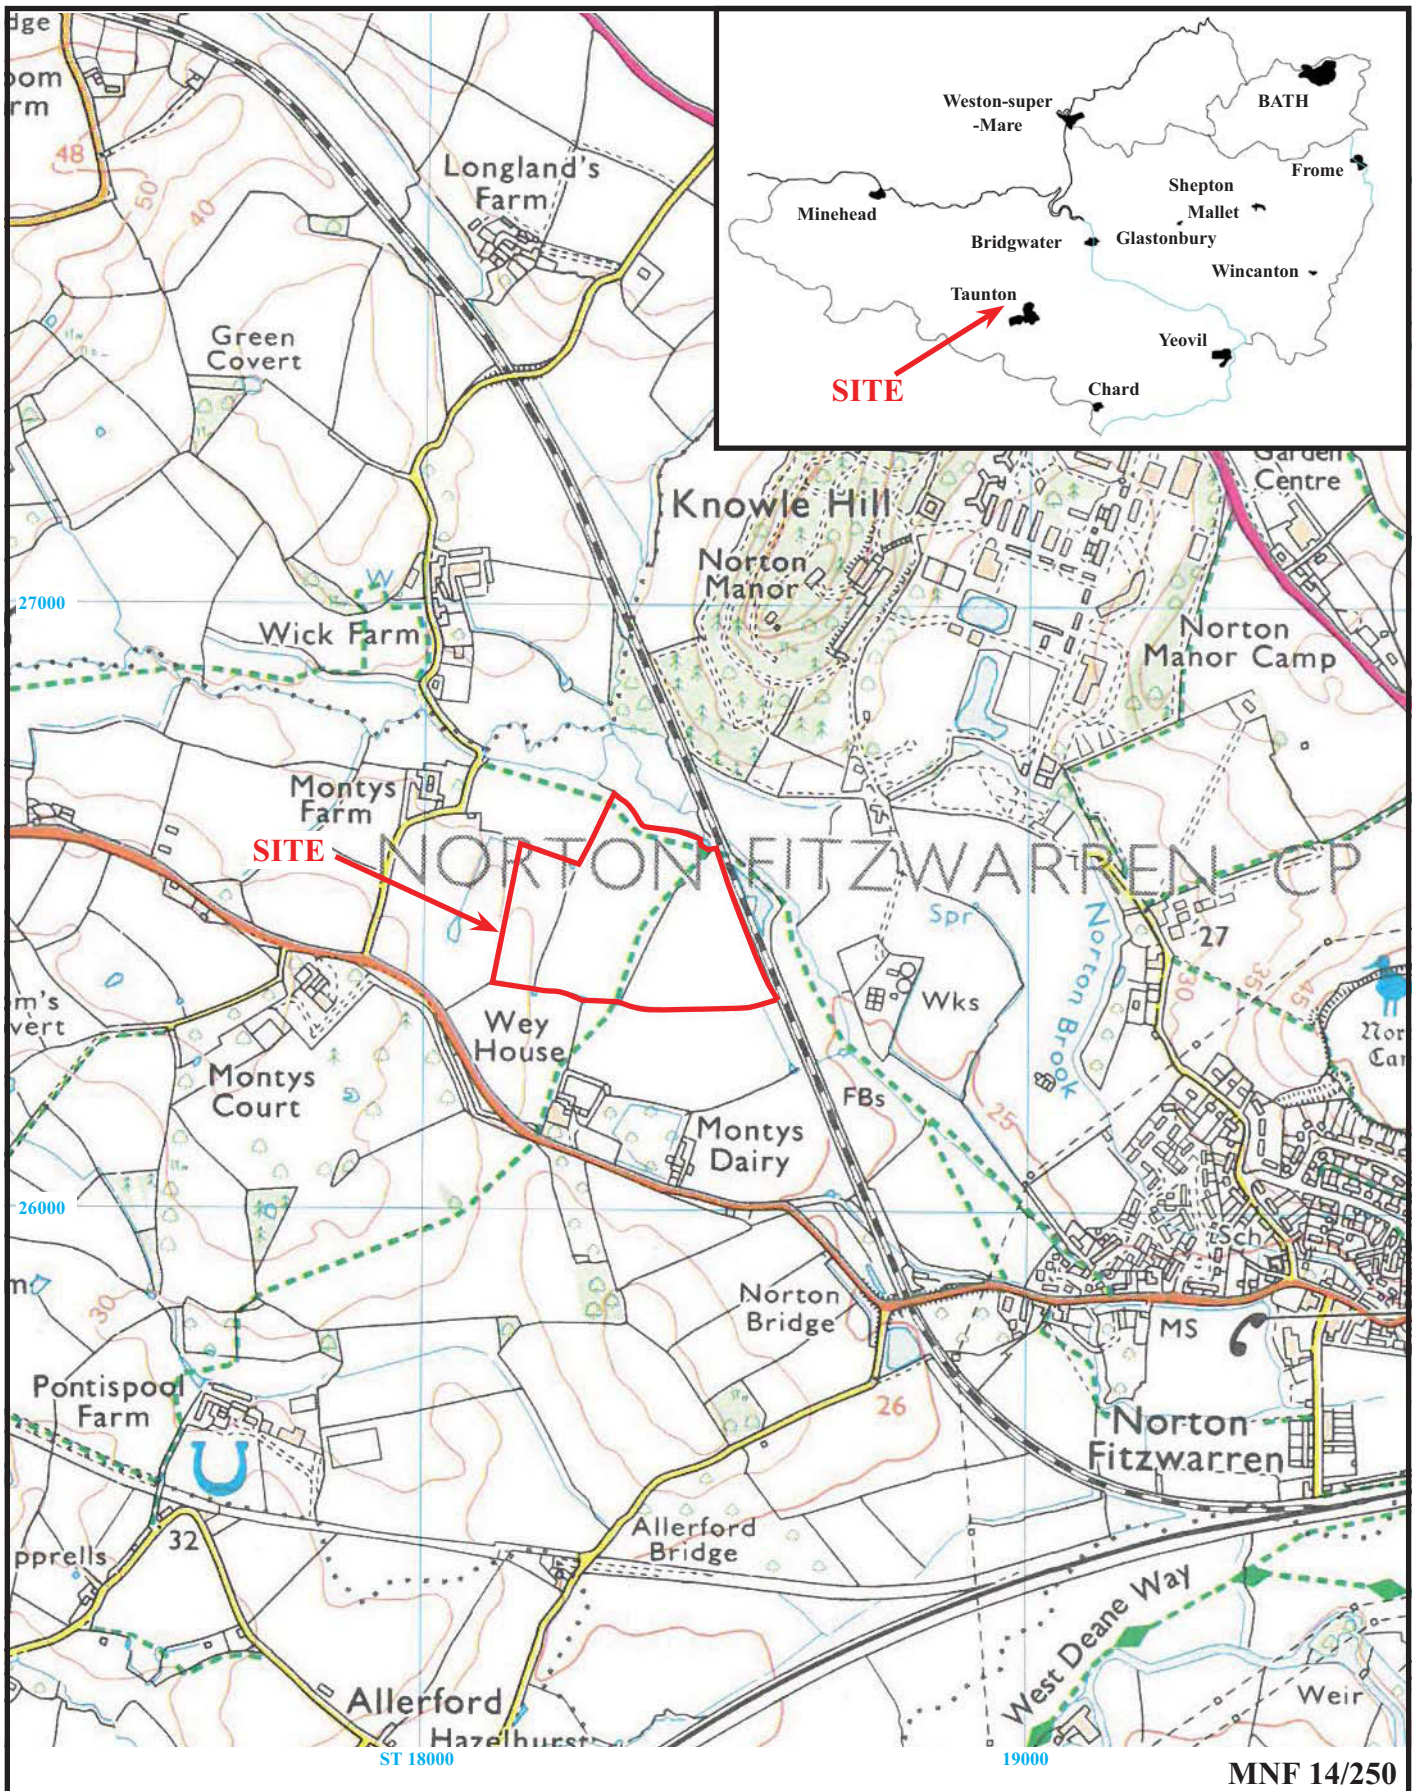 dge
oom
rm
48
50
40
Longland's
Farm
Green
Covert
Weston-super
-Mare
BATH
Frome
Shepton
Mallet
Minehead
Bridgwater
Glastonbury
Wincanton
Taunton
Yeovil
SITE
Chard
Garden
Centre
Knowle Hill
Norton
Manor
W
27000
Wick Farm
Norton
Manor Camp
Montys
Farm
SITE
NORTON FITZWARREN CP
Spr
27
Norton Brook
30
35
45
Wks
m's
vert
Nor
Car
Wey
House
Montys
Court
FBs
25
Montys
Dairy
26000
Sch
m
30
Norton
Bridge
MS
Pontispool
Farm
26
Norton
Fitzwarren
32
Allerford
Bridge
pprells
West Deane Way
Weir
Allerford
Hazelhurst
ST 18000
19000
MNF 14/250